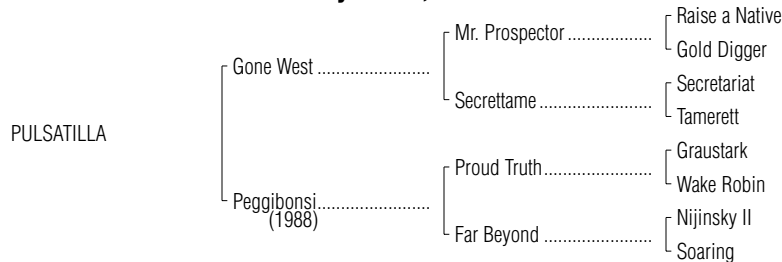 Raise a Native
Mr. Prospector ..................
Gold Digger
Gone West ........................
Secretariat
Secrettame ........................
Tamerett
PULSATILLA
Graustark
Proud Truth.......................
Wake Robin
Peggibonsi........................
(1988)
Nijinsky II
Far Beyond .......................
Soaring